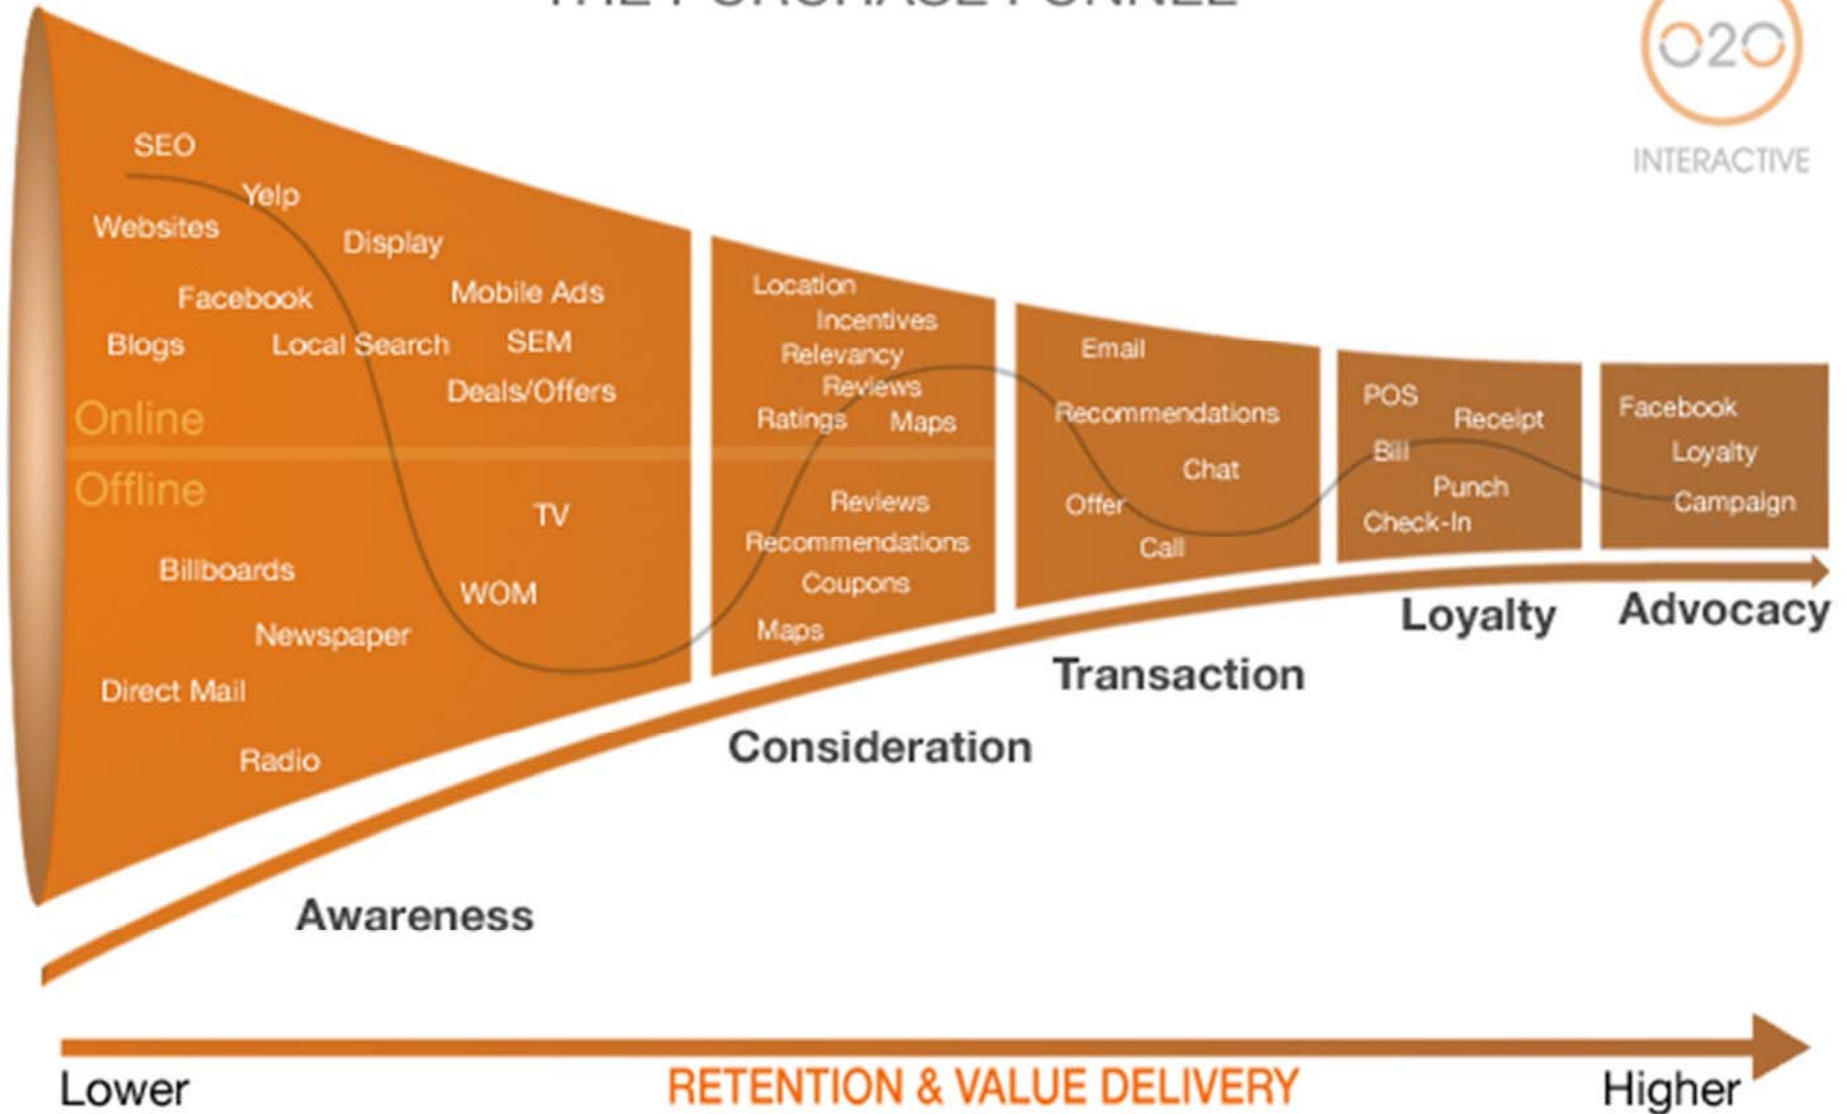 THE PURCHASE FUNNEL
O2O
INTERACTIVE
SEO
Yelp
Websites
Display
Facebook
Mobile Ads
Blogs
Local Search
SEM
Deals/Offers
Online
Offline
TV
Billboards
WOM
Newspaper
Direct Mail
Radio
Location
Incentives
Relevancy
Reviews
Ratings
Maps
Reviews
Recommendations
Coupons
Maps
Email
Recommendations
Chat
Offer
Call
POS
Receipt
Bill
Punch
Check-In
Facebook
Loyalty
Campaign
Awareness
Consideration
Transaction
Loyalty
Advocacy
Lower
RETENTION & VALUE DELIVERY
Higher